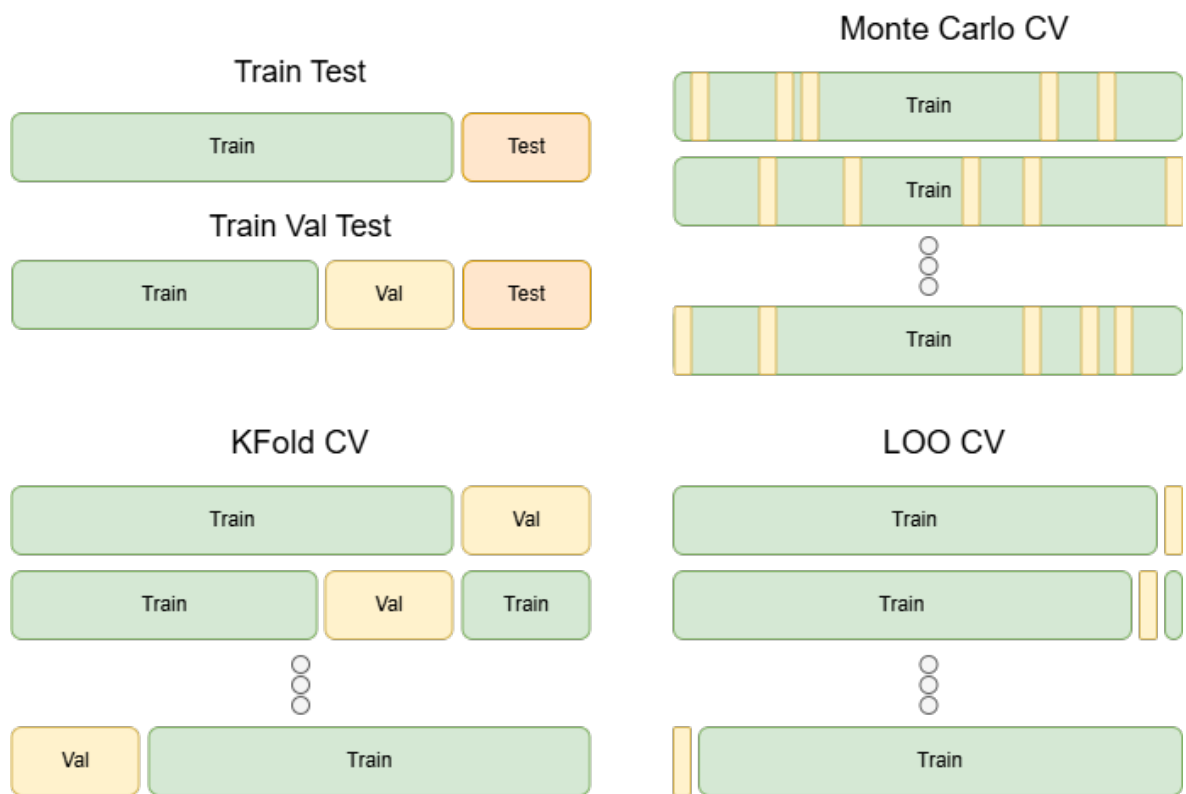 Train Test
Train Test
Train Val Test
Train Val Test
Monte Carlo CV
Train
Train
Train
KFold CV
Train Val
Train Val Train
Val Train
LOO CV
Train
Train
Train